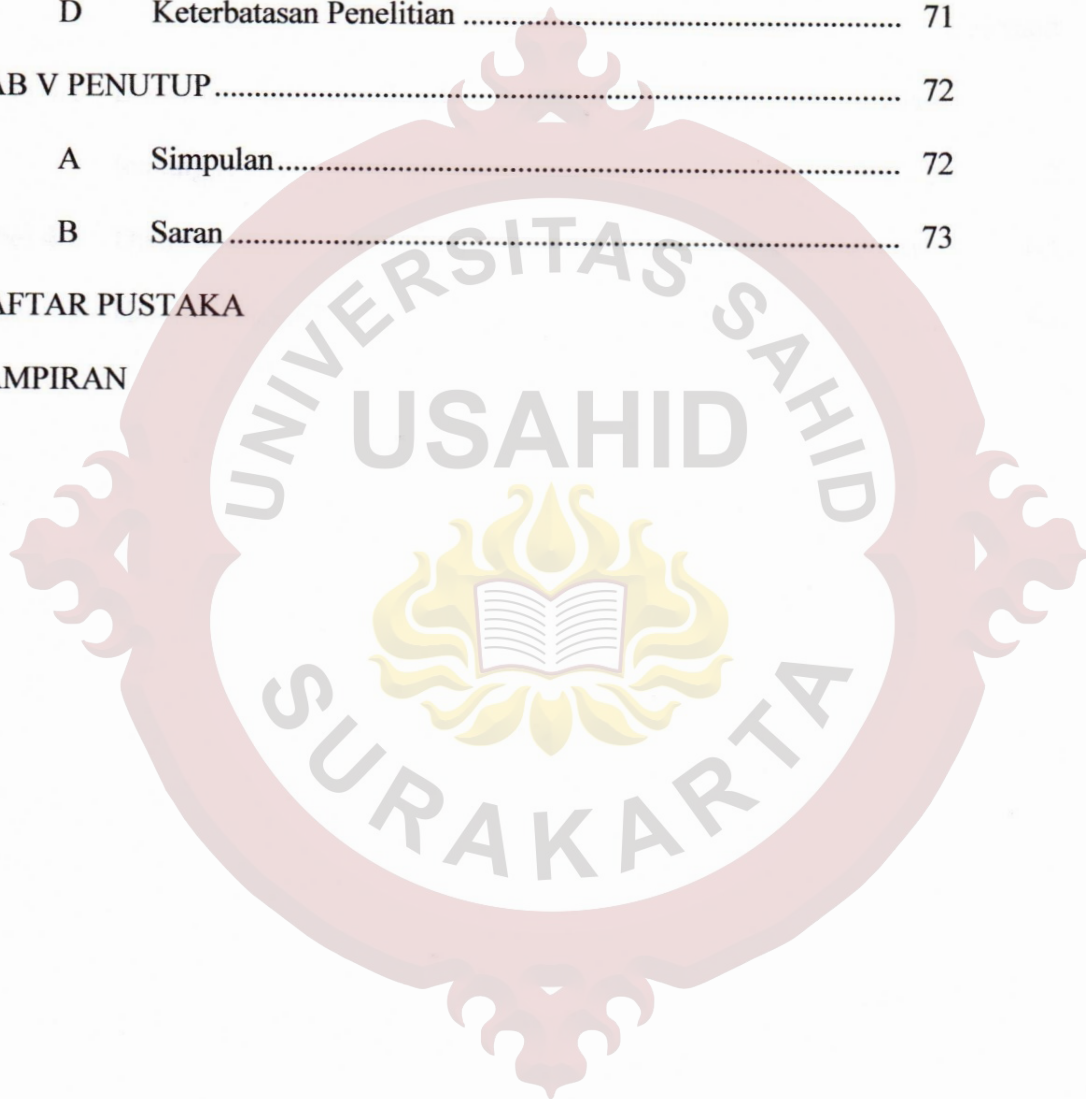 D Keterbatasan Penelitian ........................................................................ 71
AB V PENUTUP ................................................................................................ 72
A Simpulan ................................................................................................ 72
B Saran ................................................................................................ 73
AFTAR PUSTAKA
AMPIRAN
UNIVERSITAS SAHID
USAHID
SURAKARTA